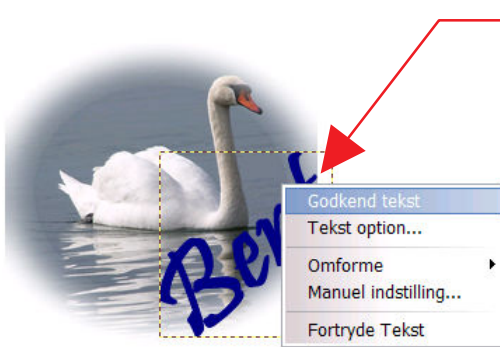 Godkend tekst
Tekst option...
Omforme
Manuel indstilling...
Fortryde Tekst